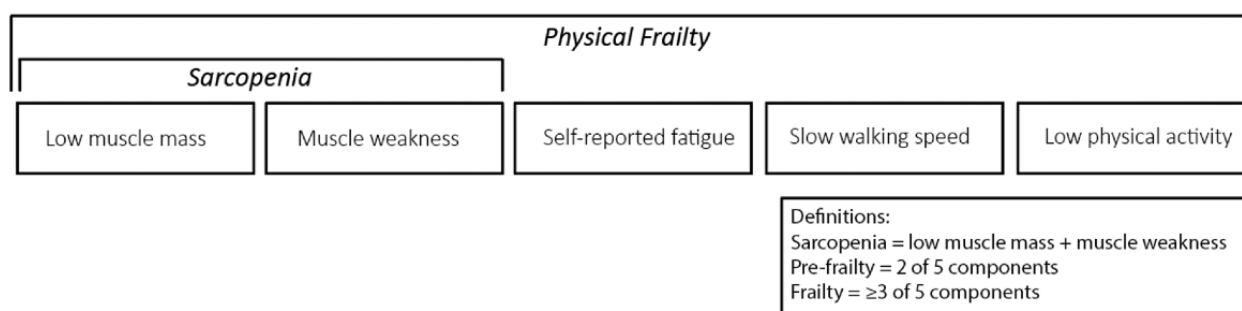 Physical Frailty
Sarcopenia
Low muscle mass
Muscle weakness
Self-reported fatigue
Slow walking speed
Low physical activity
Definitions:
Sarcopenia = low muscle mass + muscle weakness
Pre-frailty = 2 of 5 components
Frailty = ≥3 of 5 components